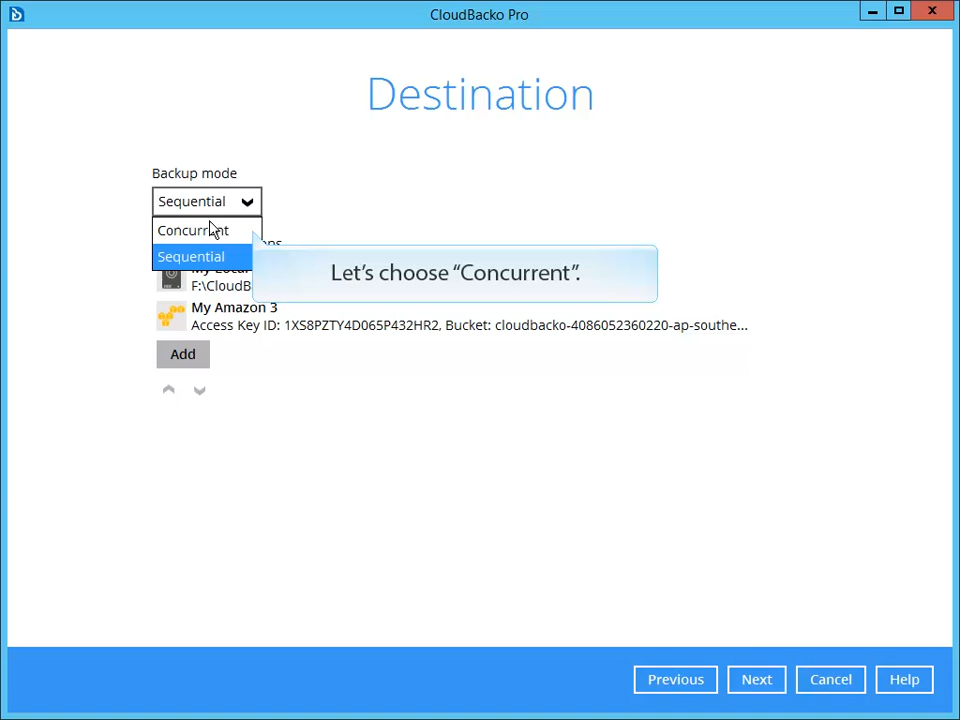 CloudBacko Pro
Destination
Backup mode
Sequential
Concurrent
Sequential
Let's choose “Concurrent”.
F:\CloudB
My Amazon 3
Access Key ID: 1XS8PZTY4D065P432HR2, Bucket: cloudbacko-4086052360220-ap-southe...
Add
Previous
Next
Cancel
Help